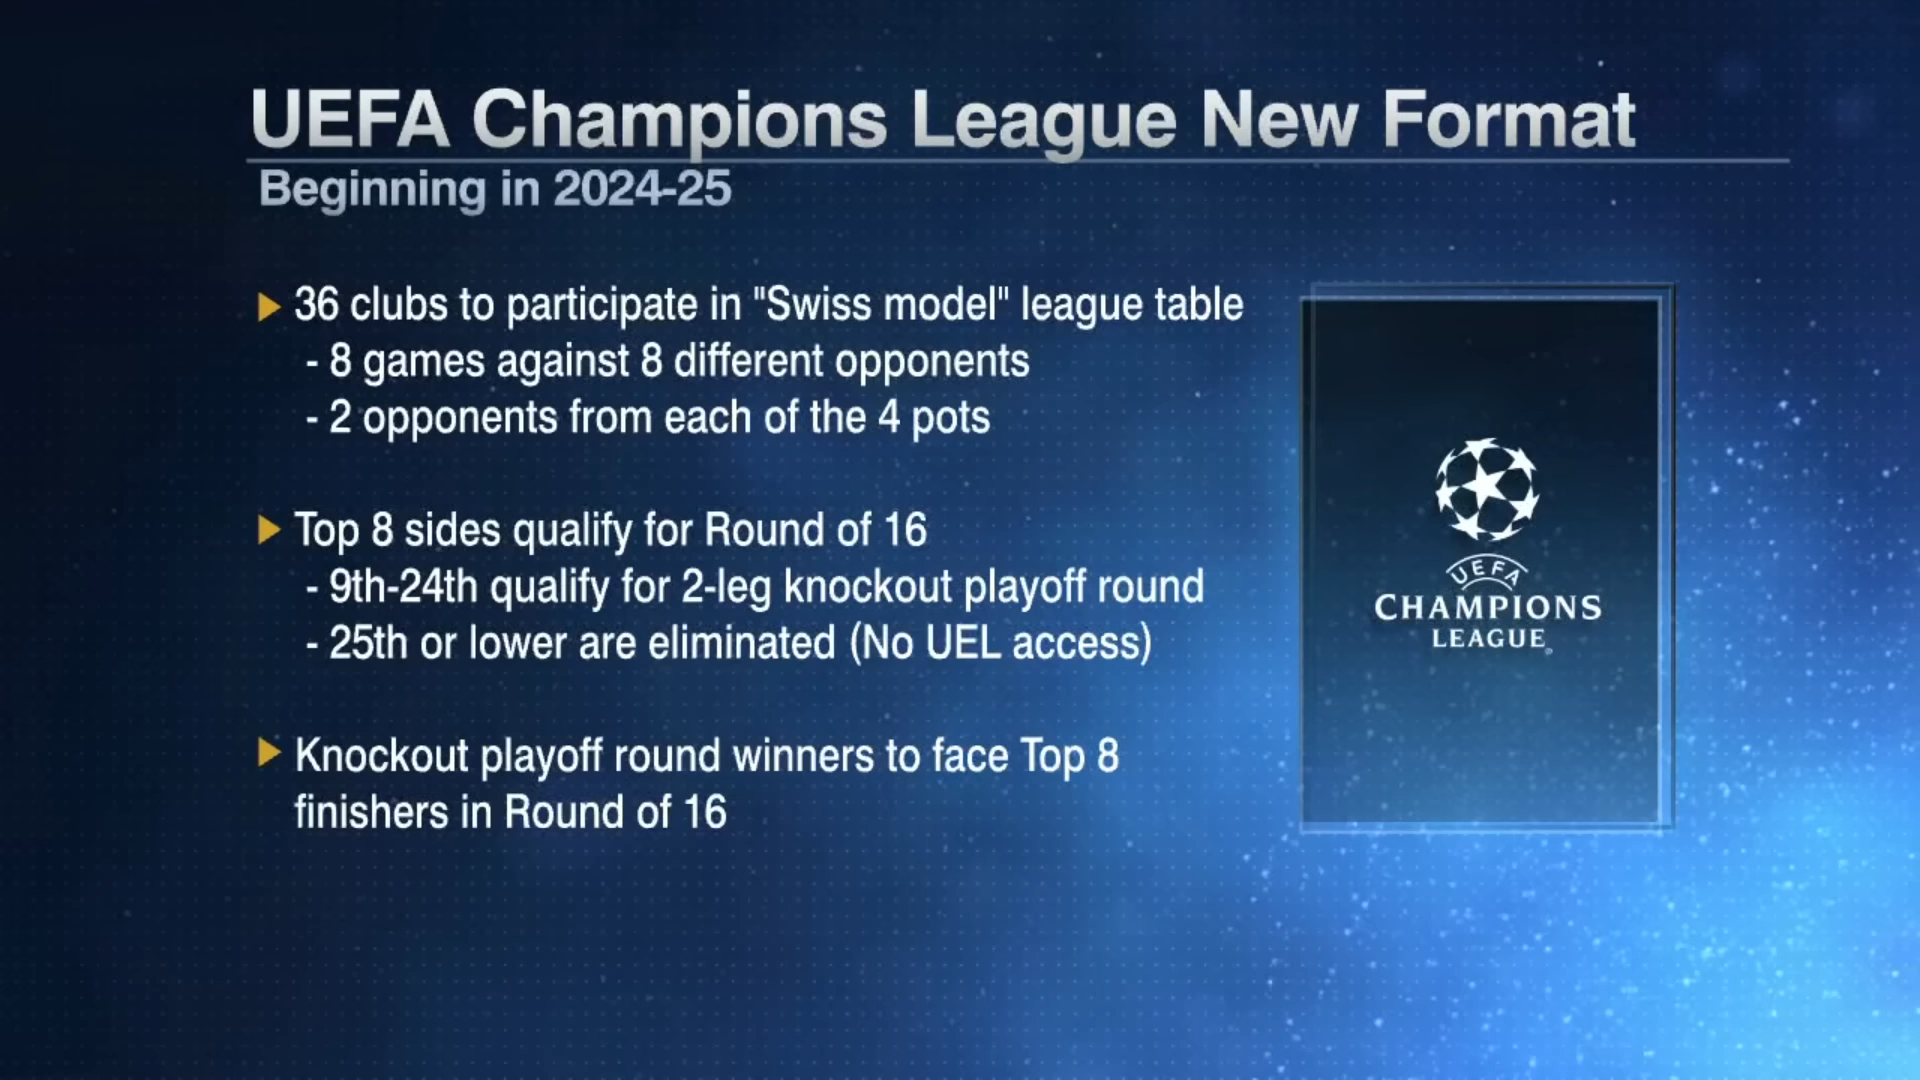 UEFA Champions League New Format
Beginning in 2024-25
36 clubs to participate in "Swiss model" league table
- 8 games against 8 different opponents
- 2 opponents from each of the 4 pots
Top 8 sides qualify for Round of 16
- 9th-24th qualify for 2-leg knockout playoff round
- 25th or lower are eliminated (No UEL access)
Knockout playoff round winners to face Top 8
finishers in Round of 16
UEFA
CHAMPIONS
LEAGUE®